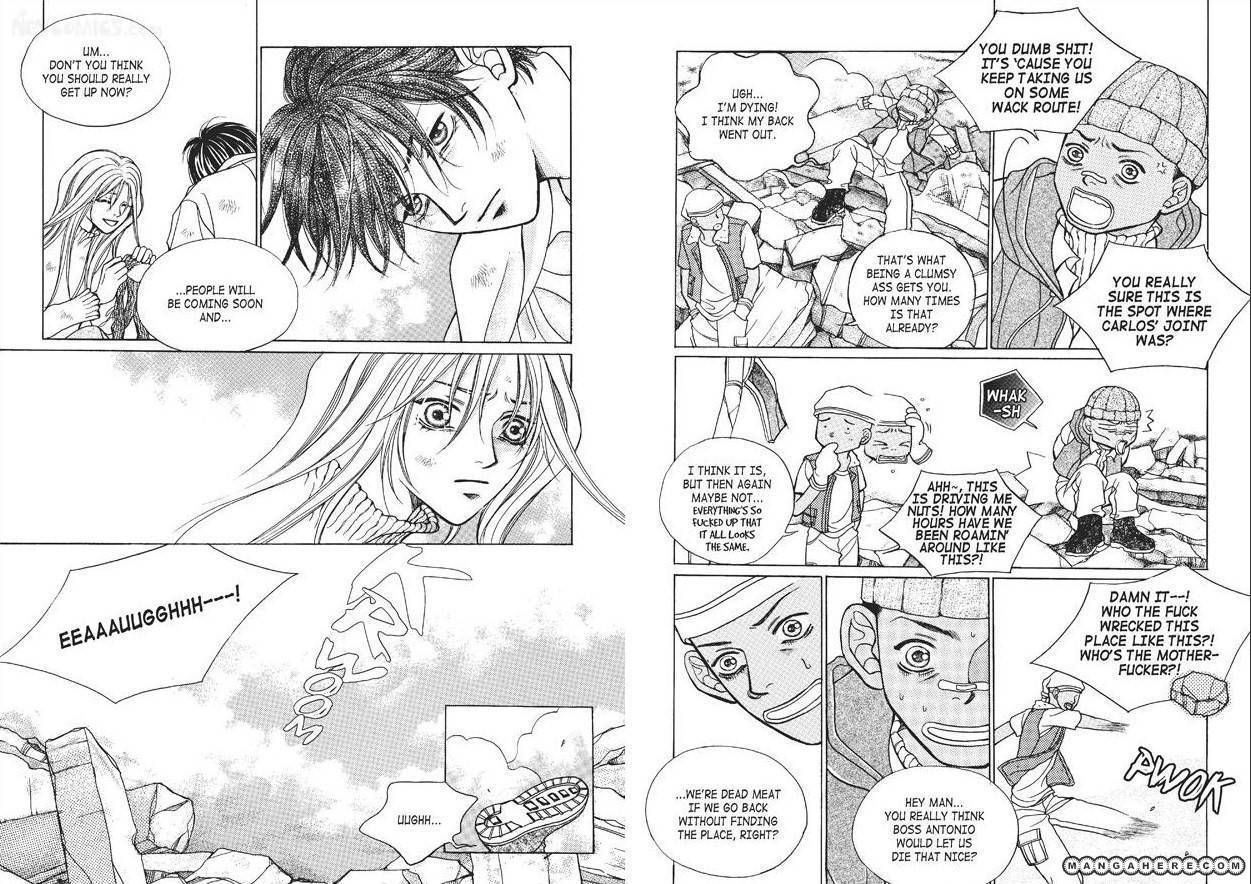 UM...
DON'T YOU THINK
YOU SHOULD REALLY
GET UP NOW?
...PEOPLE WILL
BE COMING SOON
AND...
EEAAAUUGGHHH---!
UUGHH...
UGH...
I'M DYING!
I THINK MY BACK
WENT OUT.
THAT'S WHAT
BEING A CLUMSY
ASS GETS YOU.
HOW MANY TIMES
IS THAT
ALREADY?
YOU DUMB SHIT!
IT'S 'CAUSE YOU
KEEP TAKING US
ON SOME
WACK ROUTE!
YOU REALLY
SURE THIS IS
THE SPOT WHERE
CARLOS' JOINT
WAS?
I THINK IT IS,
BUT THEN AGAIN
MAYBE NOT...
EVERYTHING'S SO
FUCKED UP THAT
IT ALL LOOKS
THE SAME.
AHH~, THIS
IS DRIVING ME
NUTS! HOW MANY
HOURS HAVE WE
BEEN ROAMIN'
AROUND LIKE
THIS?!
WHAK
-SH
...WE'RE DEAD MEAT
IF WE GO BACK
WITHOUT FINDING
THE PLACE, RIGHT?
HEY MAN...
YOU REALLY THINK
BOSS ANTONIO
WOULD LET US
DIE THAT NICE?
DAMN IT--!
WHO THE FUCK
WRECKED THIS
PLACE LIKE THIS?!
WHO'S THE MOTHER-
FUCKER?!
PWOK
MANGAHERE.COM